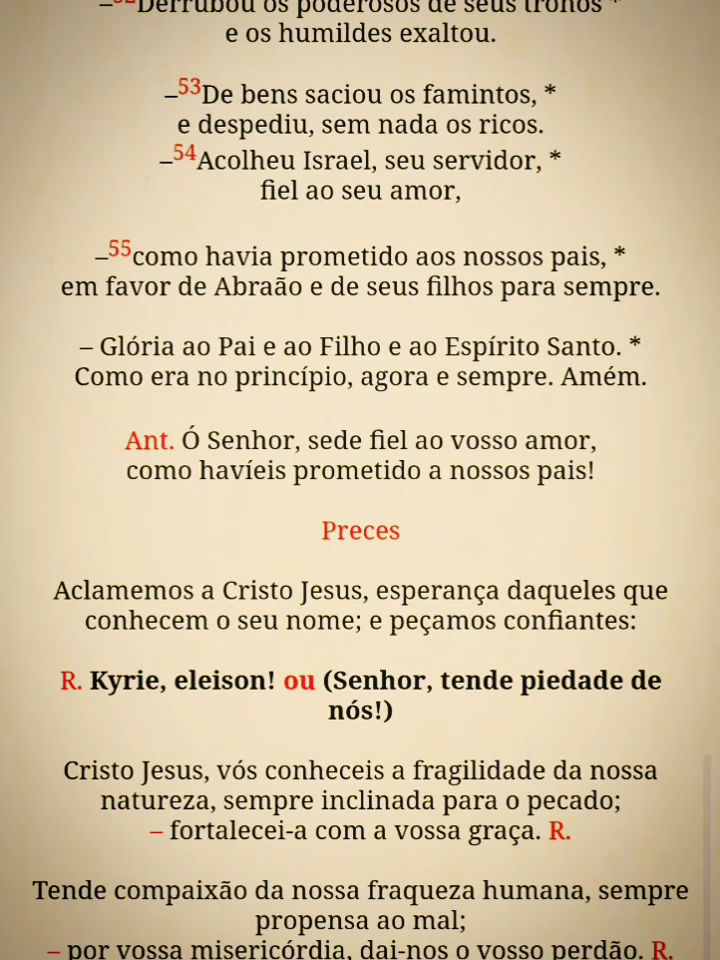 –52Derrubou os poderosos de seus tronos *
e os humildes exaltou.
–53De bens saciou os famintos, *
e despediu, sem nada os ricos.
–54Acolheu Israel, seu servidor, *
fiel ao seu amor,
–55como havia prometido aos nossos pais, *
em favor de Abraão e de seus filhos para sempre.
– Glória ao Pai e ao Filho e ao Espírito Santo. *
Como era no princípio, agora e sempre. Amém.
Ant. Ó Senhor, sede fiel ao vosso amor,
como havíeis prometido a nossos pais!
Preces
Aclamemos a Cristo Jesus, esperança daqueles que
conhecem o seu nome; e peçamos confiantes:
R. Kyrie, eleison! ou (Senhor, tende piedade de
nós!)
Cristo Jesus, vós conheceis a fragilidade da nossa
natureza, sempre inclinada para o pecado;
– fortalecei-a com a vossa graça. R.
Tende compaixão da nossa fraqueza humana, sempre
propensa ao mal;
– por vossa misericórdia, dai-nos o vosso perdão. R.